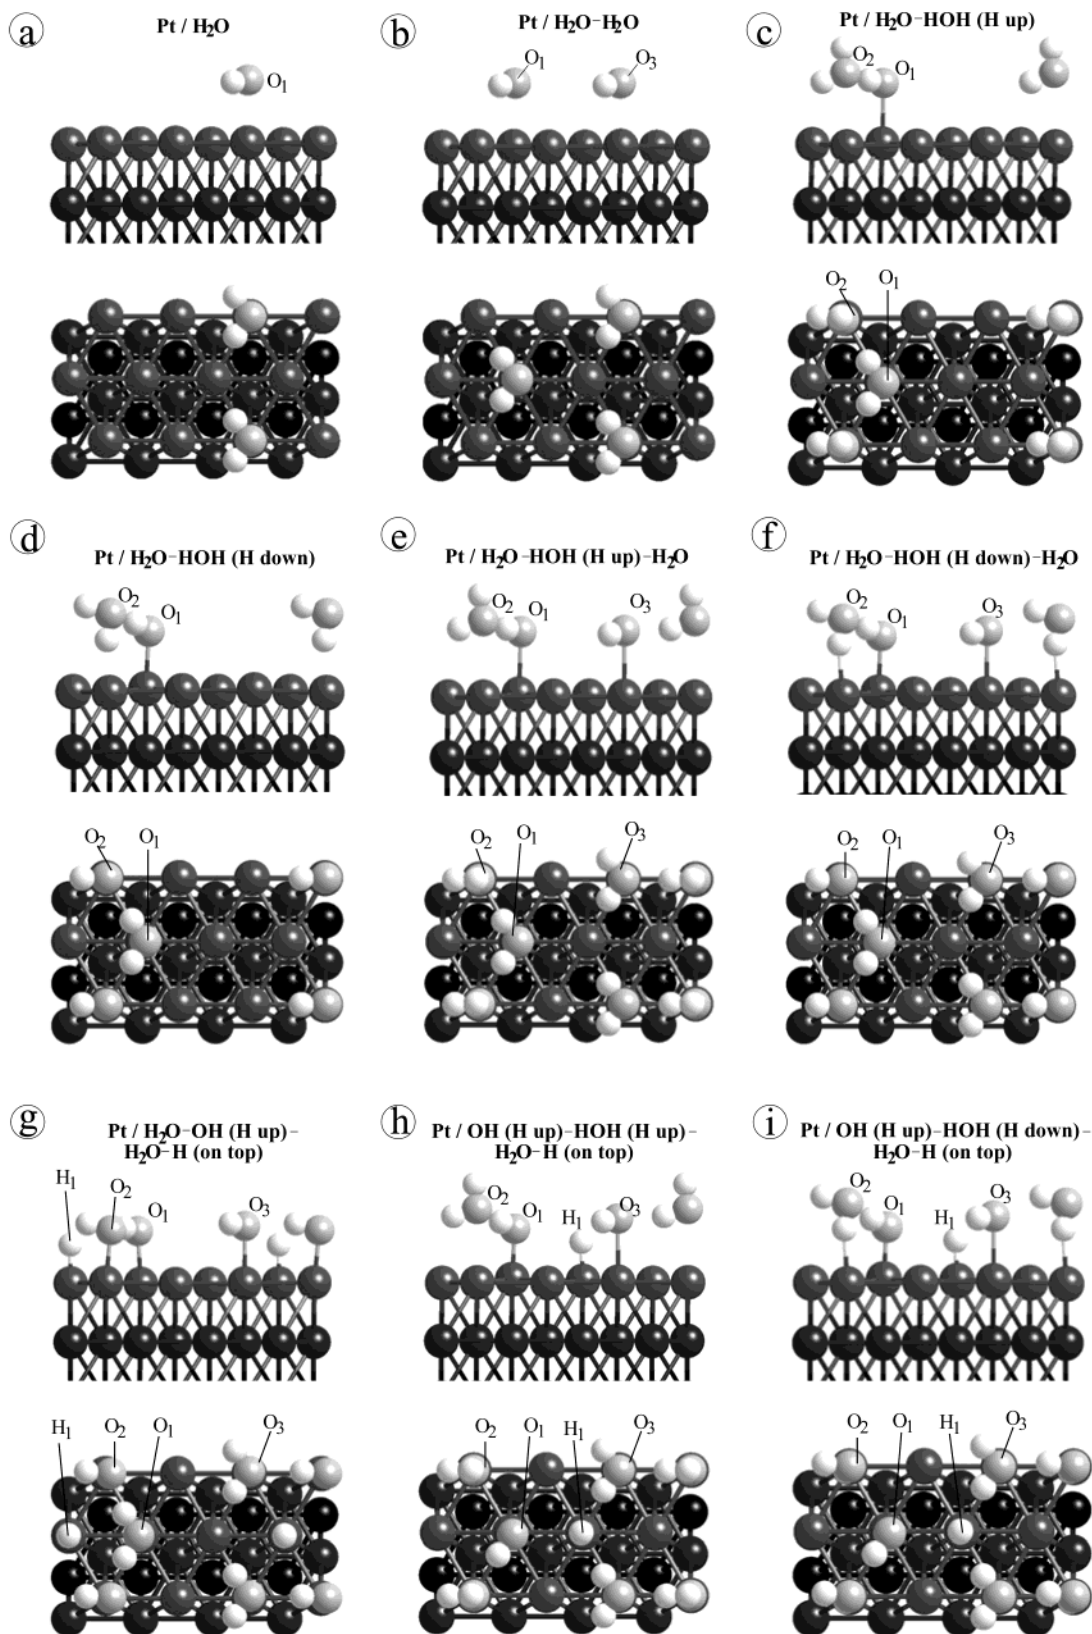 a
Pt / H2O
O1
b
Pt / H2O-H2O
O1
O3
c
Pt / H2O-HOH (H up)
O2
O1
O2
O1
d
Pt / H2O-HOH (H down)
O2
O1
O2
O1
e
Pt / H2O-HOH (H up)-H2O
O2
O1
O3
O2
O1
O3
f
Pt / H2O-HOH (H down)-H2O
O2
O1
O3
O2
O1
O3
g
Pt / H2O-OH (H up)-
H2O-H (on top)
H1
O2
O1
O3
H1
O2
O1
O3
h
Pt / OH (H up)-HOH (H up)-
H2O-H (on top)
O2
O1
H1
O3
O2
O1
H1
O3
i
Pt / OH (H up)-HOH (H down)-
H2O-H (on top)
O2
O1
H1
O3
O2
O1
H1
O3